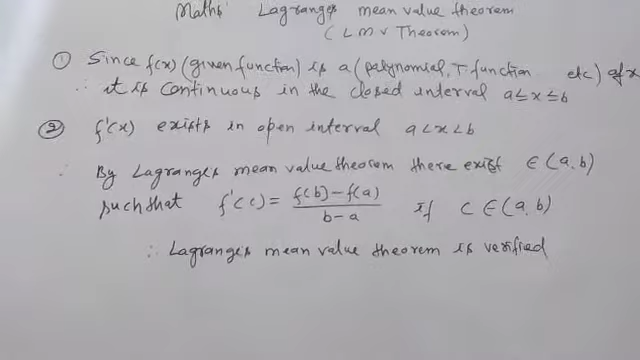 Maths Lagranges mean value theorem
(LMV Theorem)
① Since f(x) (given function) is a (polynomial, T-function etc) of x
∴ it is continuous in the closed interval a≤x≤b
② f'(x) exists in open interval a<x<b
∴ By Lagranges mean value theorem there exist ∈(a,b)
such that f'(c) = f(b)-f(a) / b-a if c∈(a,b)
∴ Lagranges mean value theorem is verified